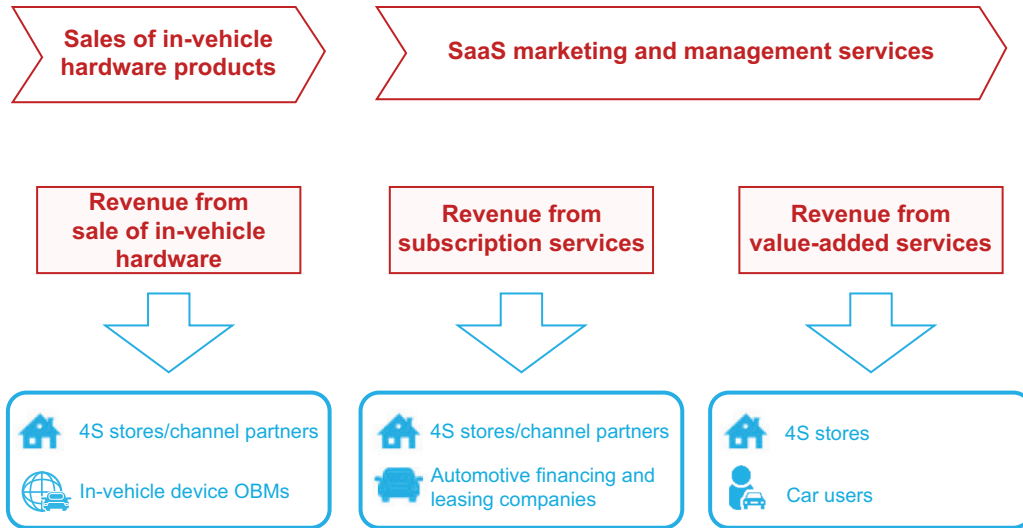 Sales of in-vehicle
hardware products
SaaS marketing and management services
Revenue from
sale of in-vehicle
hardware
Revenue from
subscription services
Revenue from
value-added services
4S stores/channel partners
In-vehicle device OBMs
4S stores/channel partners
Automotive financing and
leasing companies
4S stores
Car users